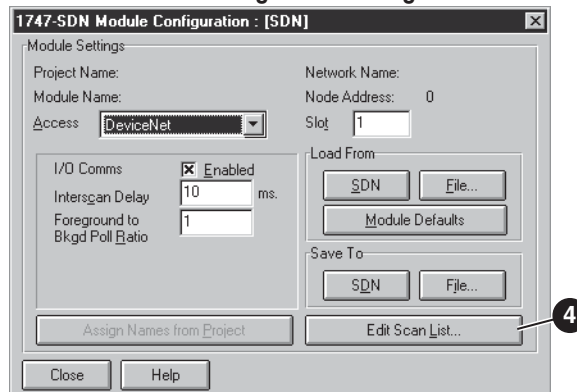 1747-SDN Module Configuration : [SDN]
Module Settings
Project Name:
Network Name:
Module Name:
Node Address: 0
Access DeviceNet
Slot 1
I/O Comms Enabled
Interscan Delay 10 ms.
Foreground to
Bkgd Poll Ratio 1
Load From
SDN File...
Module Defaults
Save To
SDN File...
Assign Names from Project
Edit Scan List...
4
Close Help